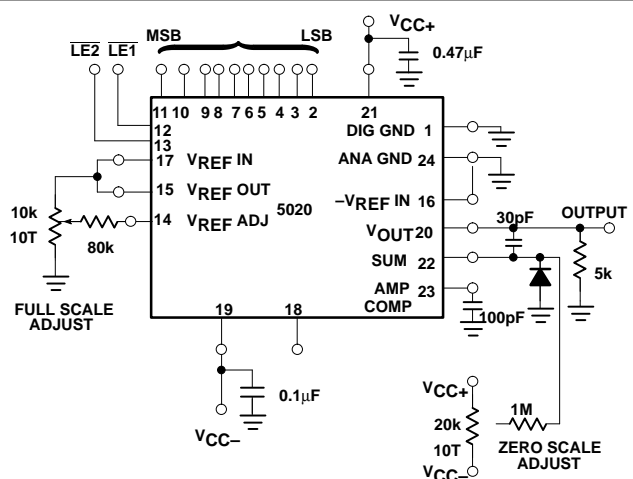 VCC+
MSB LSB
LE2 LE1 0.47µF
11 10 9 8 7 6 5 4 3 2 21
12 DIG GND 1
13
17 VREF IN ANA GND 24
15 VREF OUT –VREF IN 16
10k 10T 80k 14 VREF ADJ 5020
VOUT 20 30pF OUTPUT
SUM 22
5k
FULL SCALE
ADJUST
AMP
COMP 23
100pF
19 18
0.1µF
VCC–
VCC+
20k
10T
1M
ZERO SCALE
ADJUST
VCC–